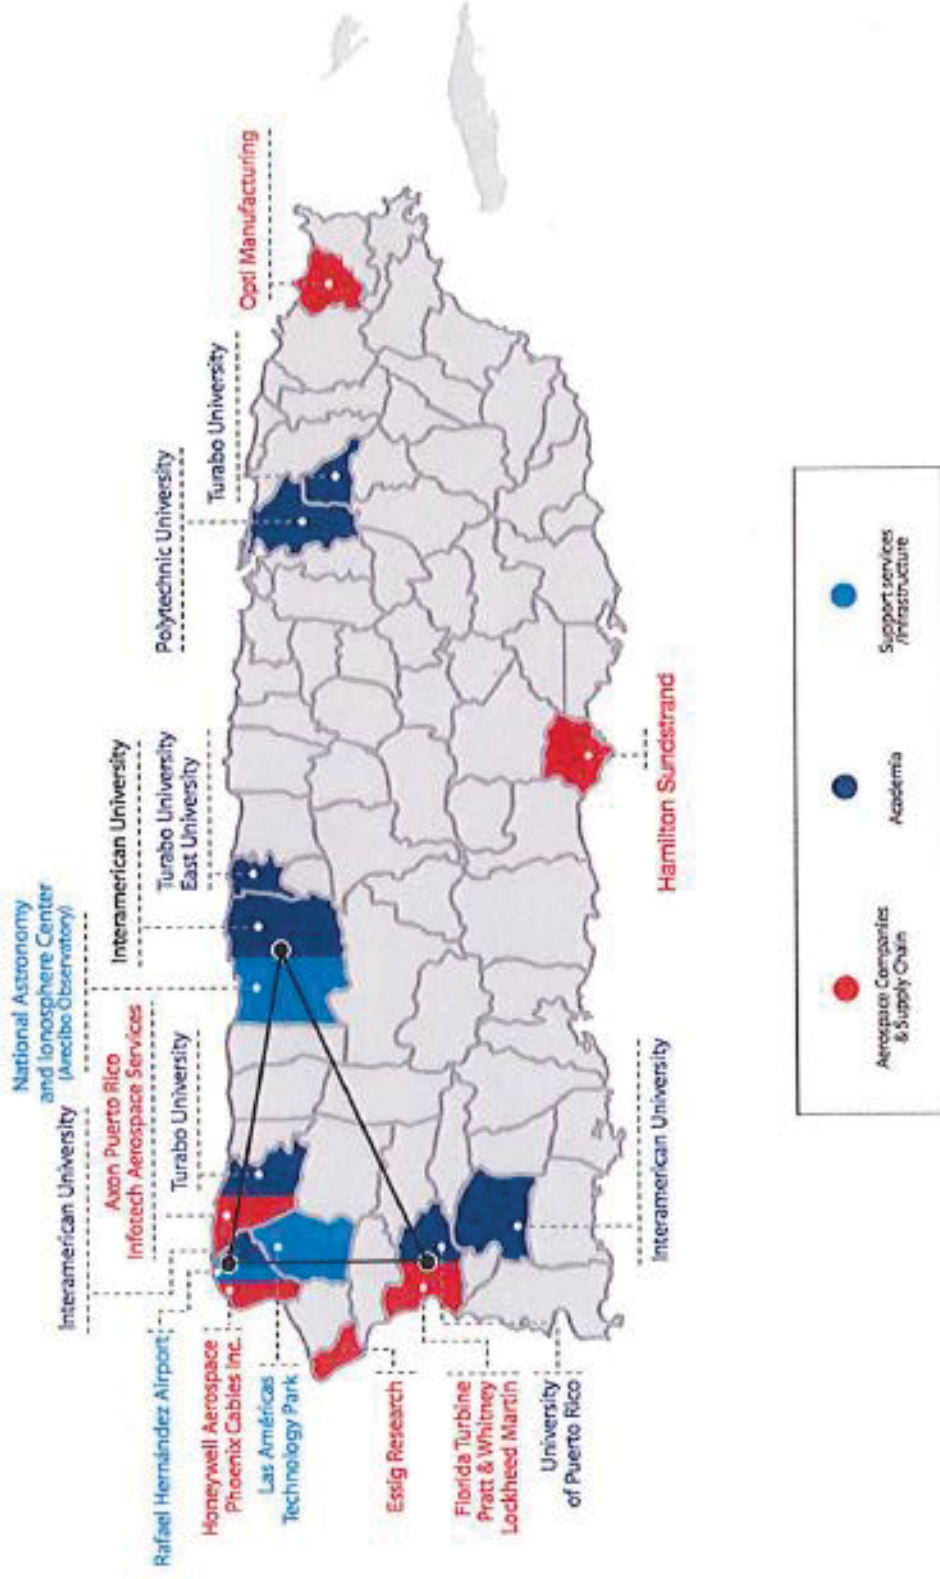 National Astronomy
and Ionosphere Center
(Arecibo Observatory)
Interamerican University
Axon Puerto Rico
Infotech Aerospace Services
Turabo University
Interamerican University
Turabo University
East University
Polytechnic University
Turabo University
Opti Manufacturing
Rafael Hernández Airport
Honeywell Aerospace
Phoenix Cables Inc.
Las Américas
Technology Park
Essig Research
Florida Turbine
Pratt & Whitney
Lockheed Martin
University
of Puerto Rico
Interamerican University
Hamilton Sundstrand
Aerospace Companies
& Supply Chain
Academia
Support services
/Infrastructure